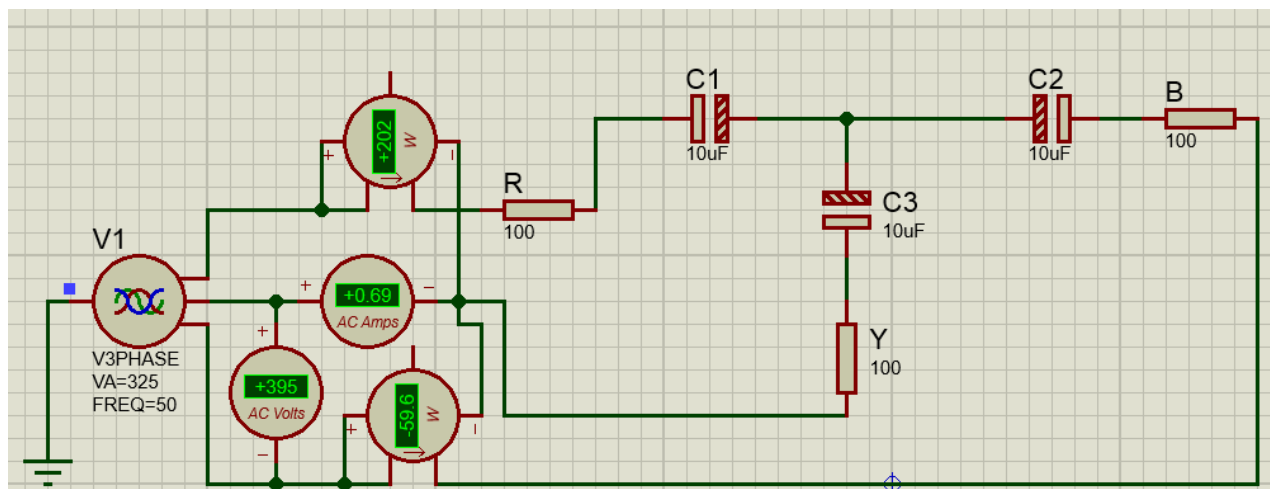 C1
10uF
C2
10uF
B
100
+202
W
+
−
R
100
C3
10uF
V1
V3PHASE
VA=325
FREQ=50
+
−
+0.69
AC Amps
+
+395
AC Volts
−
-59.6
W
+
−
Y
100